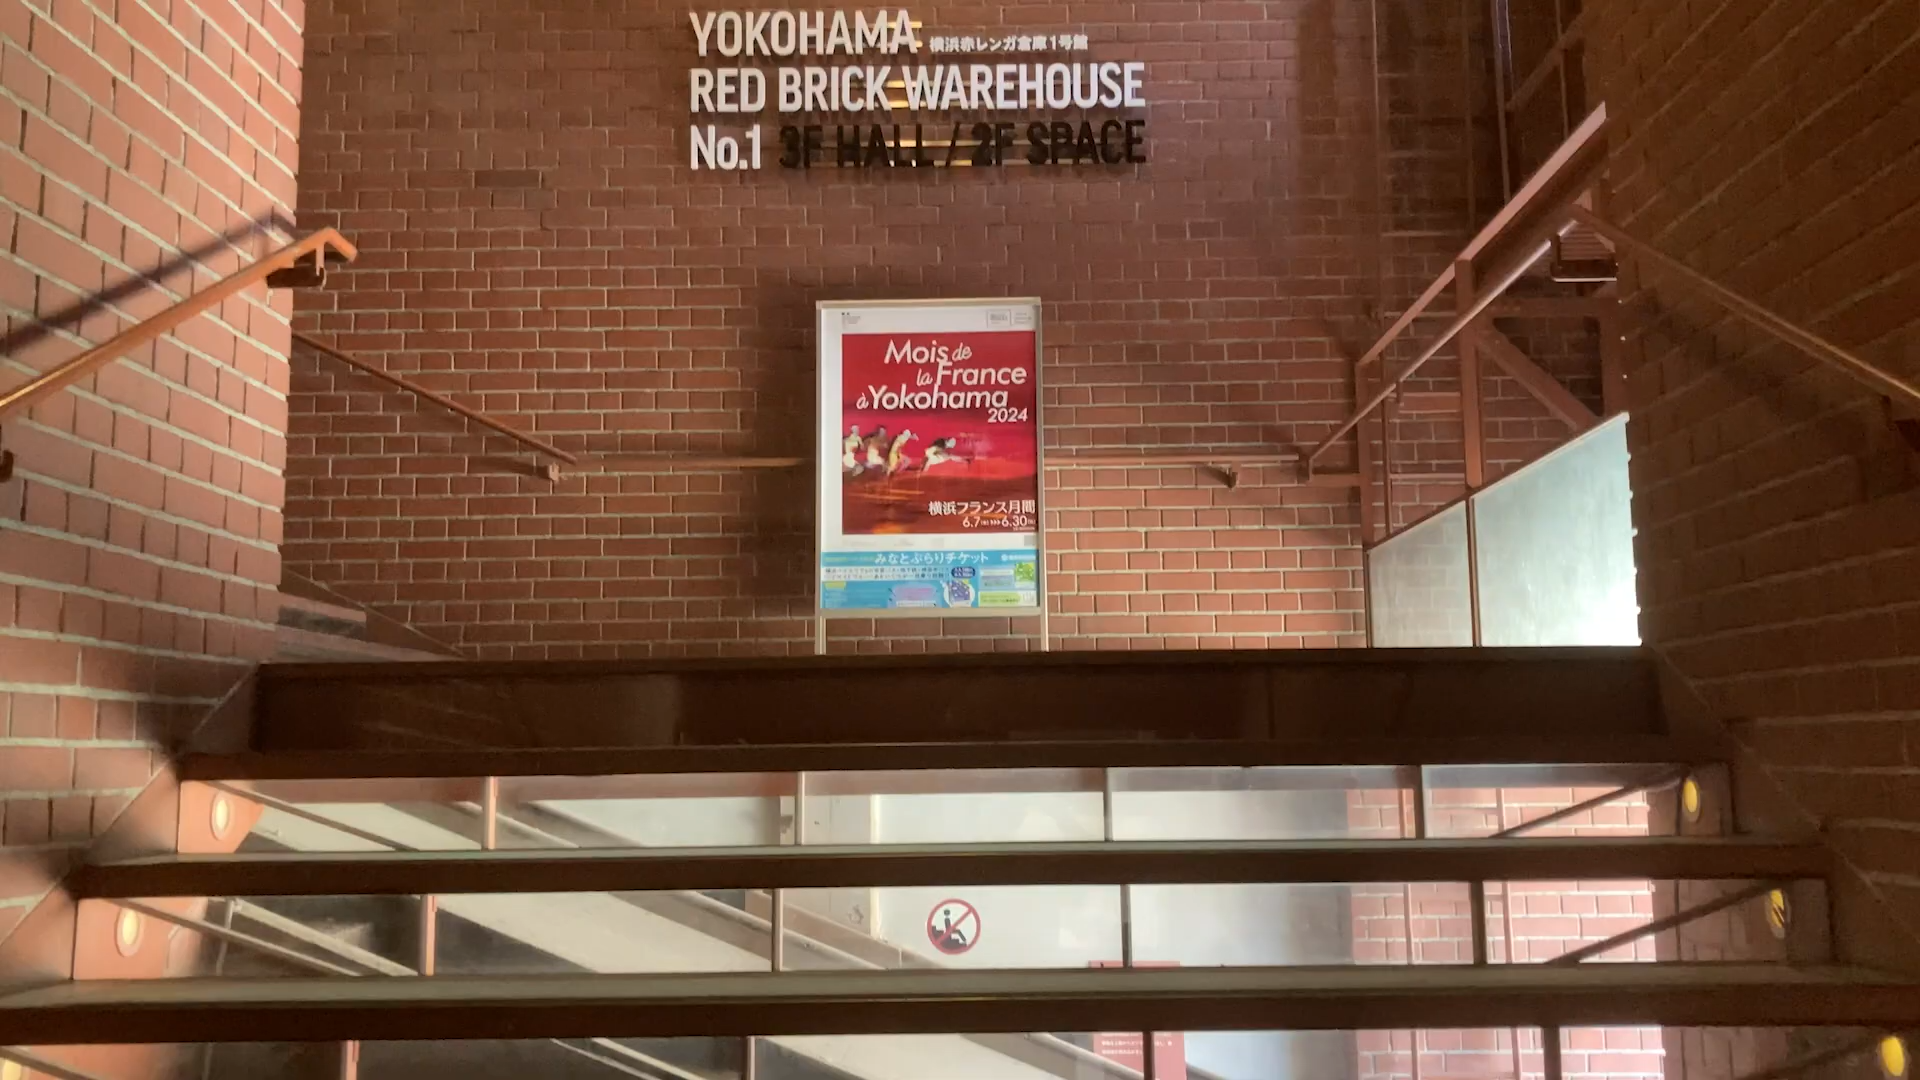 YOKOHAMA 横浜赤レンガ倉庫1号館
RED BRICK WAREHOUSE
No.1 3F HALL / 2F SPACE
Mois de
la France
à Yokohama
2024
横浜フランス月間
6.7 6.30
みなとぶらりチケット